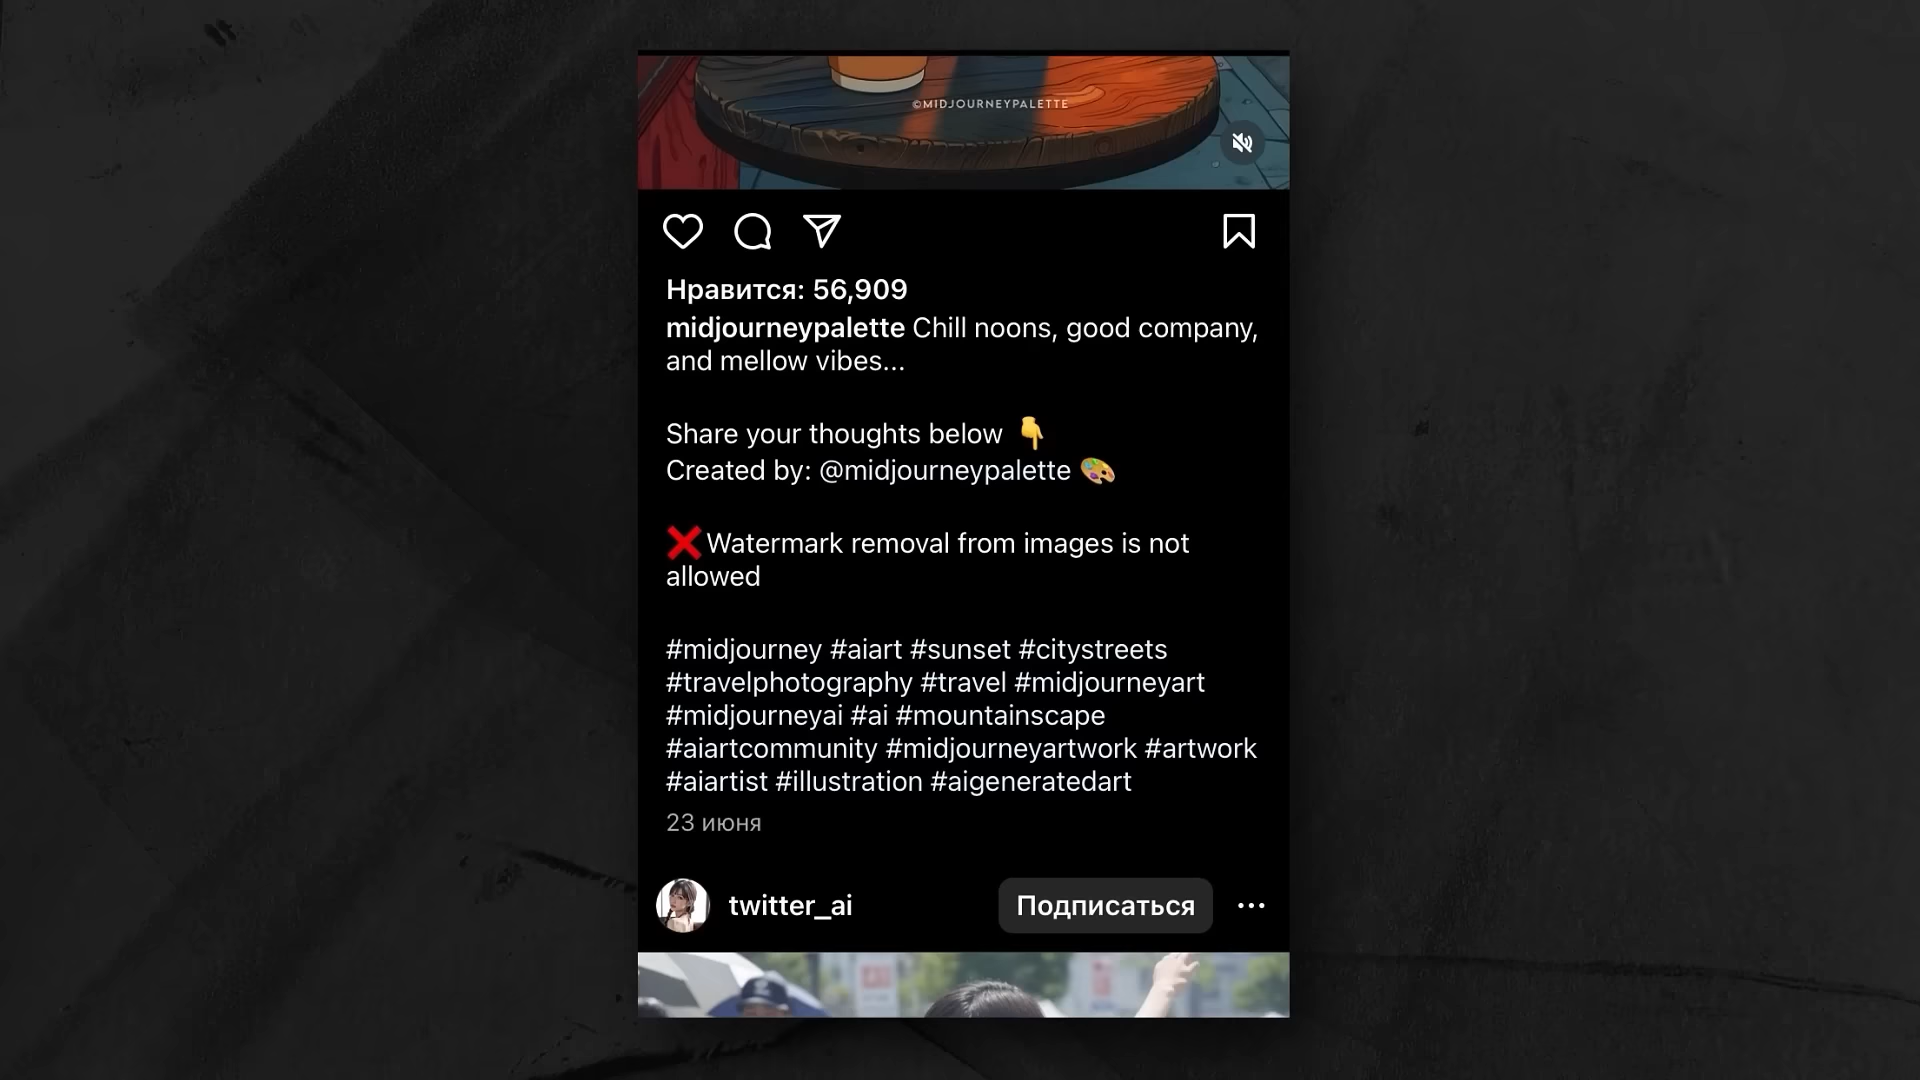 ©MIDJOURNEYPALETTE
Нравится: 56,909
midjourneypalette Chill noons, good company,
and mellow vibes...
Share your thoughts below 👇
Created by: @midjourneypalette 🎨
❌Watermark removal from images is not
allowed
#midjourney #aiart #sunset #citystreets
#travelphotography #travel #midjourneyart
#midjourneyai #ai #mountainscape
#aiartcommunity #midjourneyartwork #artwork
#aiartist #illustration #aigeneratedart
23 июня
twitter_ai Подписаться